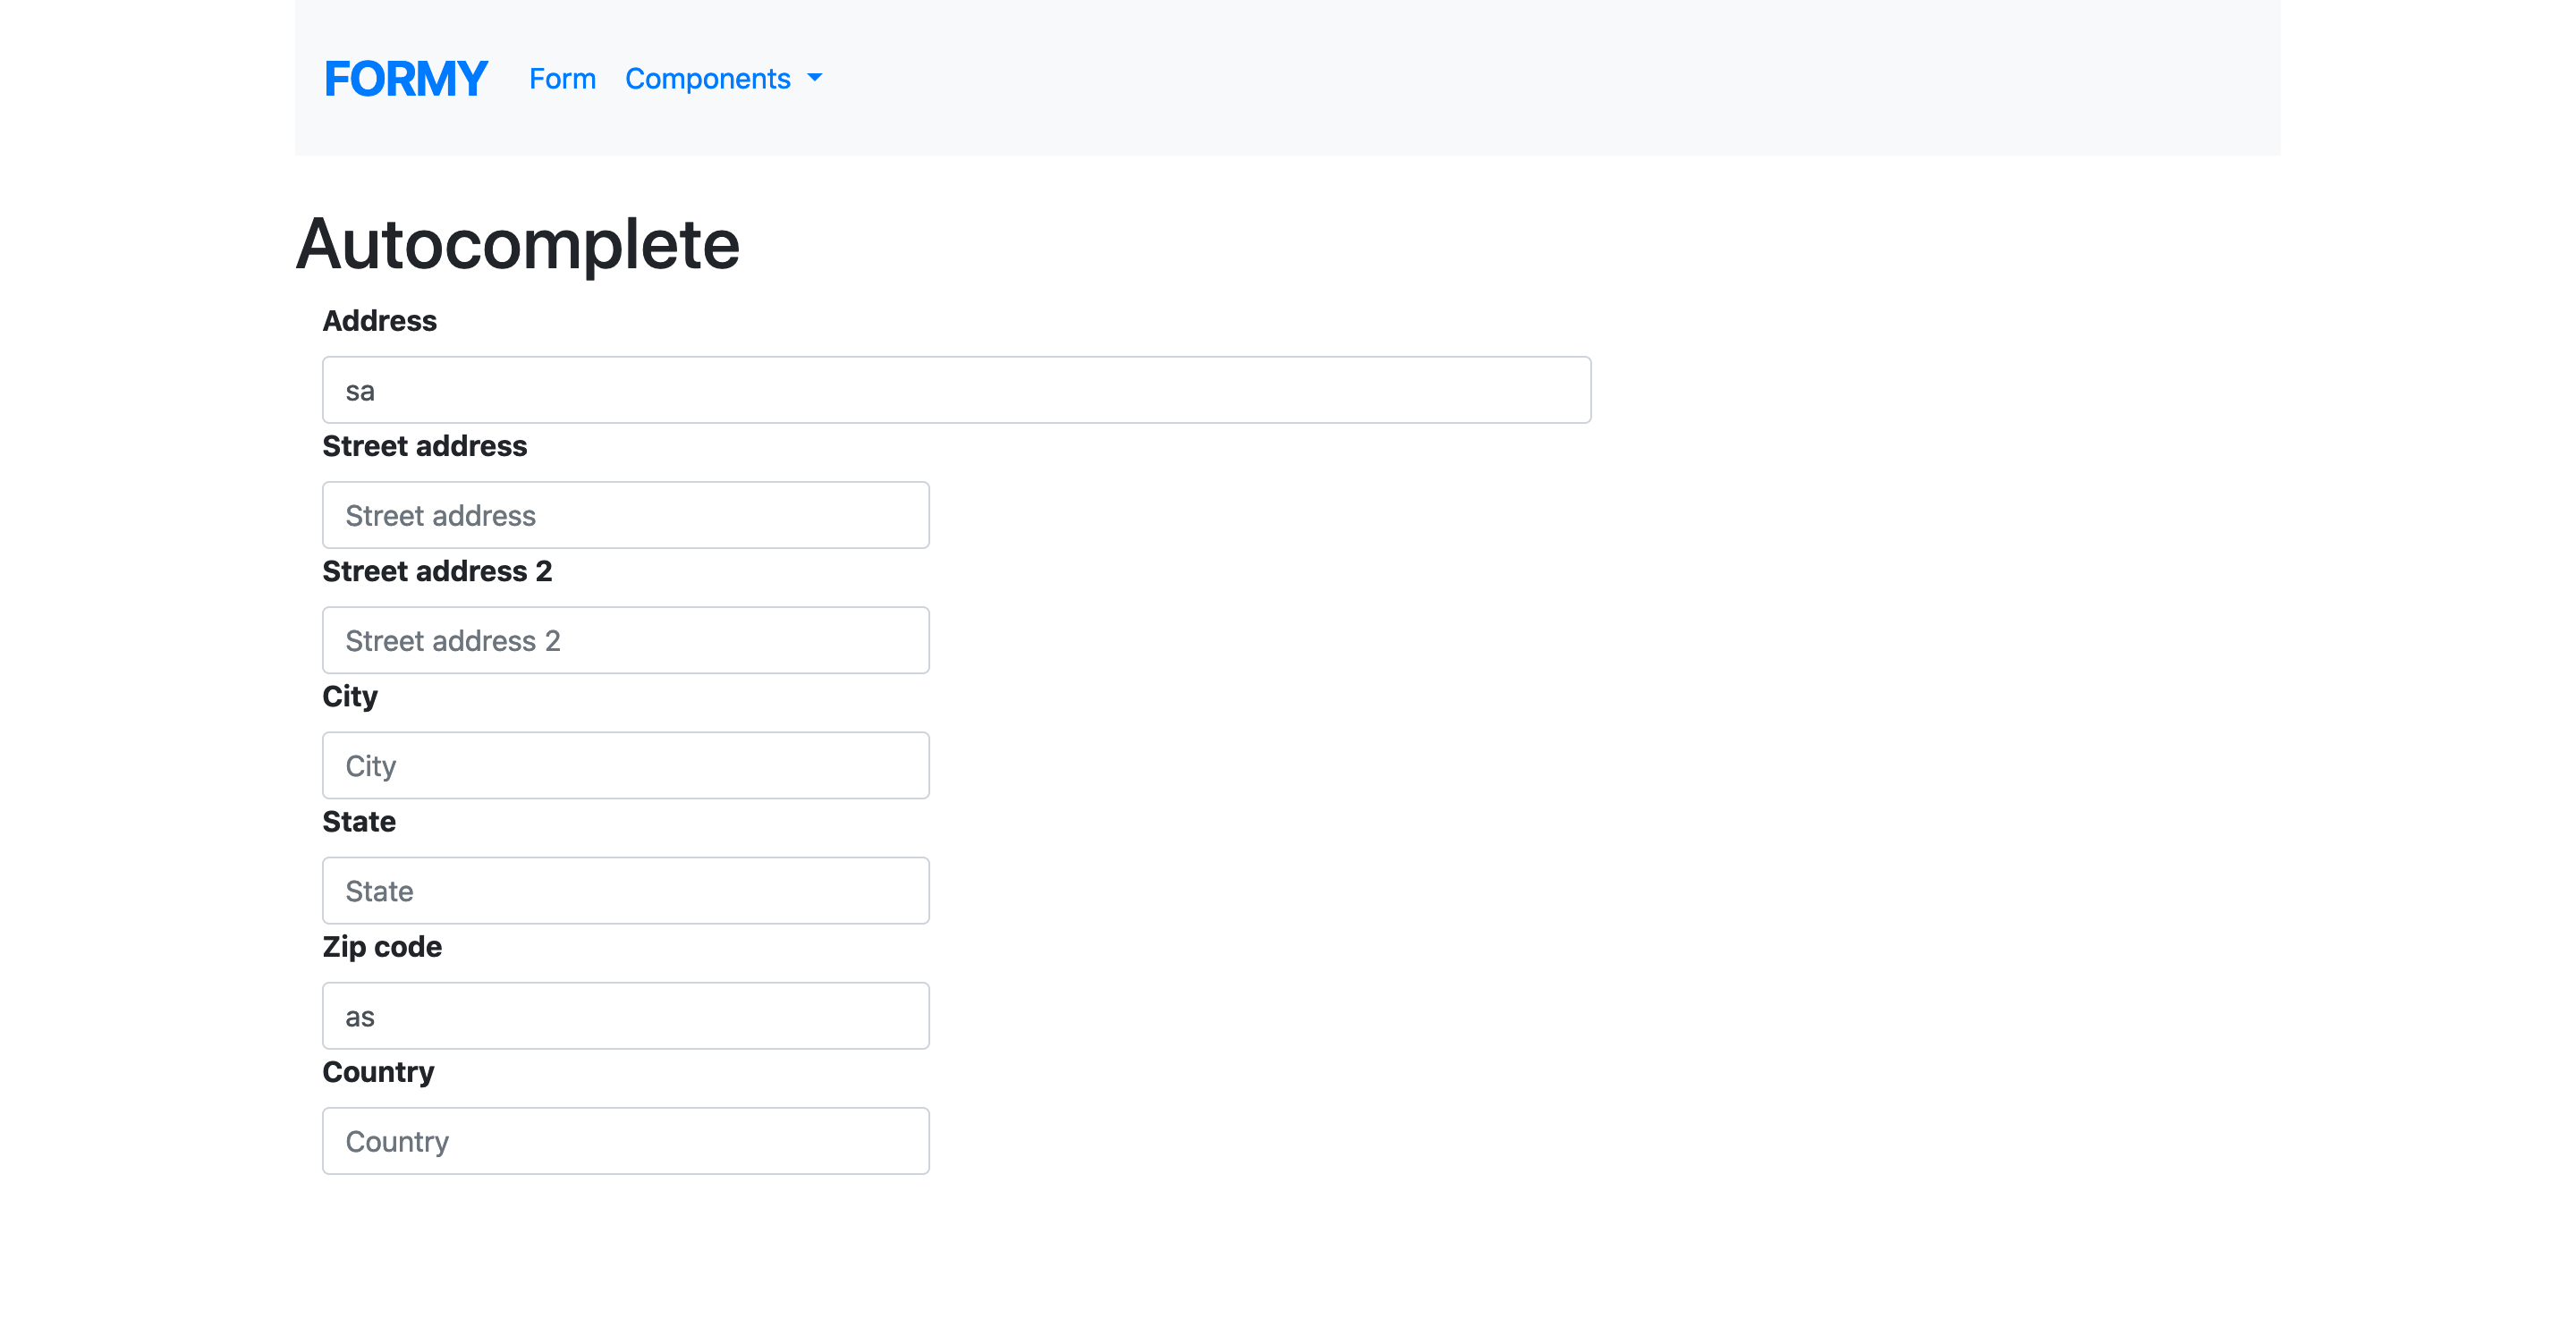 FORMY Form Components
Autocomplete
Address
sa
Street address
Street address
Street address 2
Street address 2
City
City
State
State
Zip code
as
Country
Country